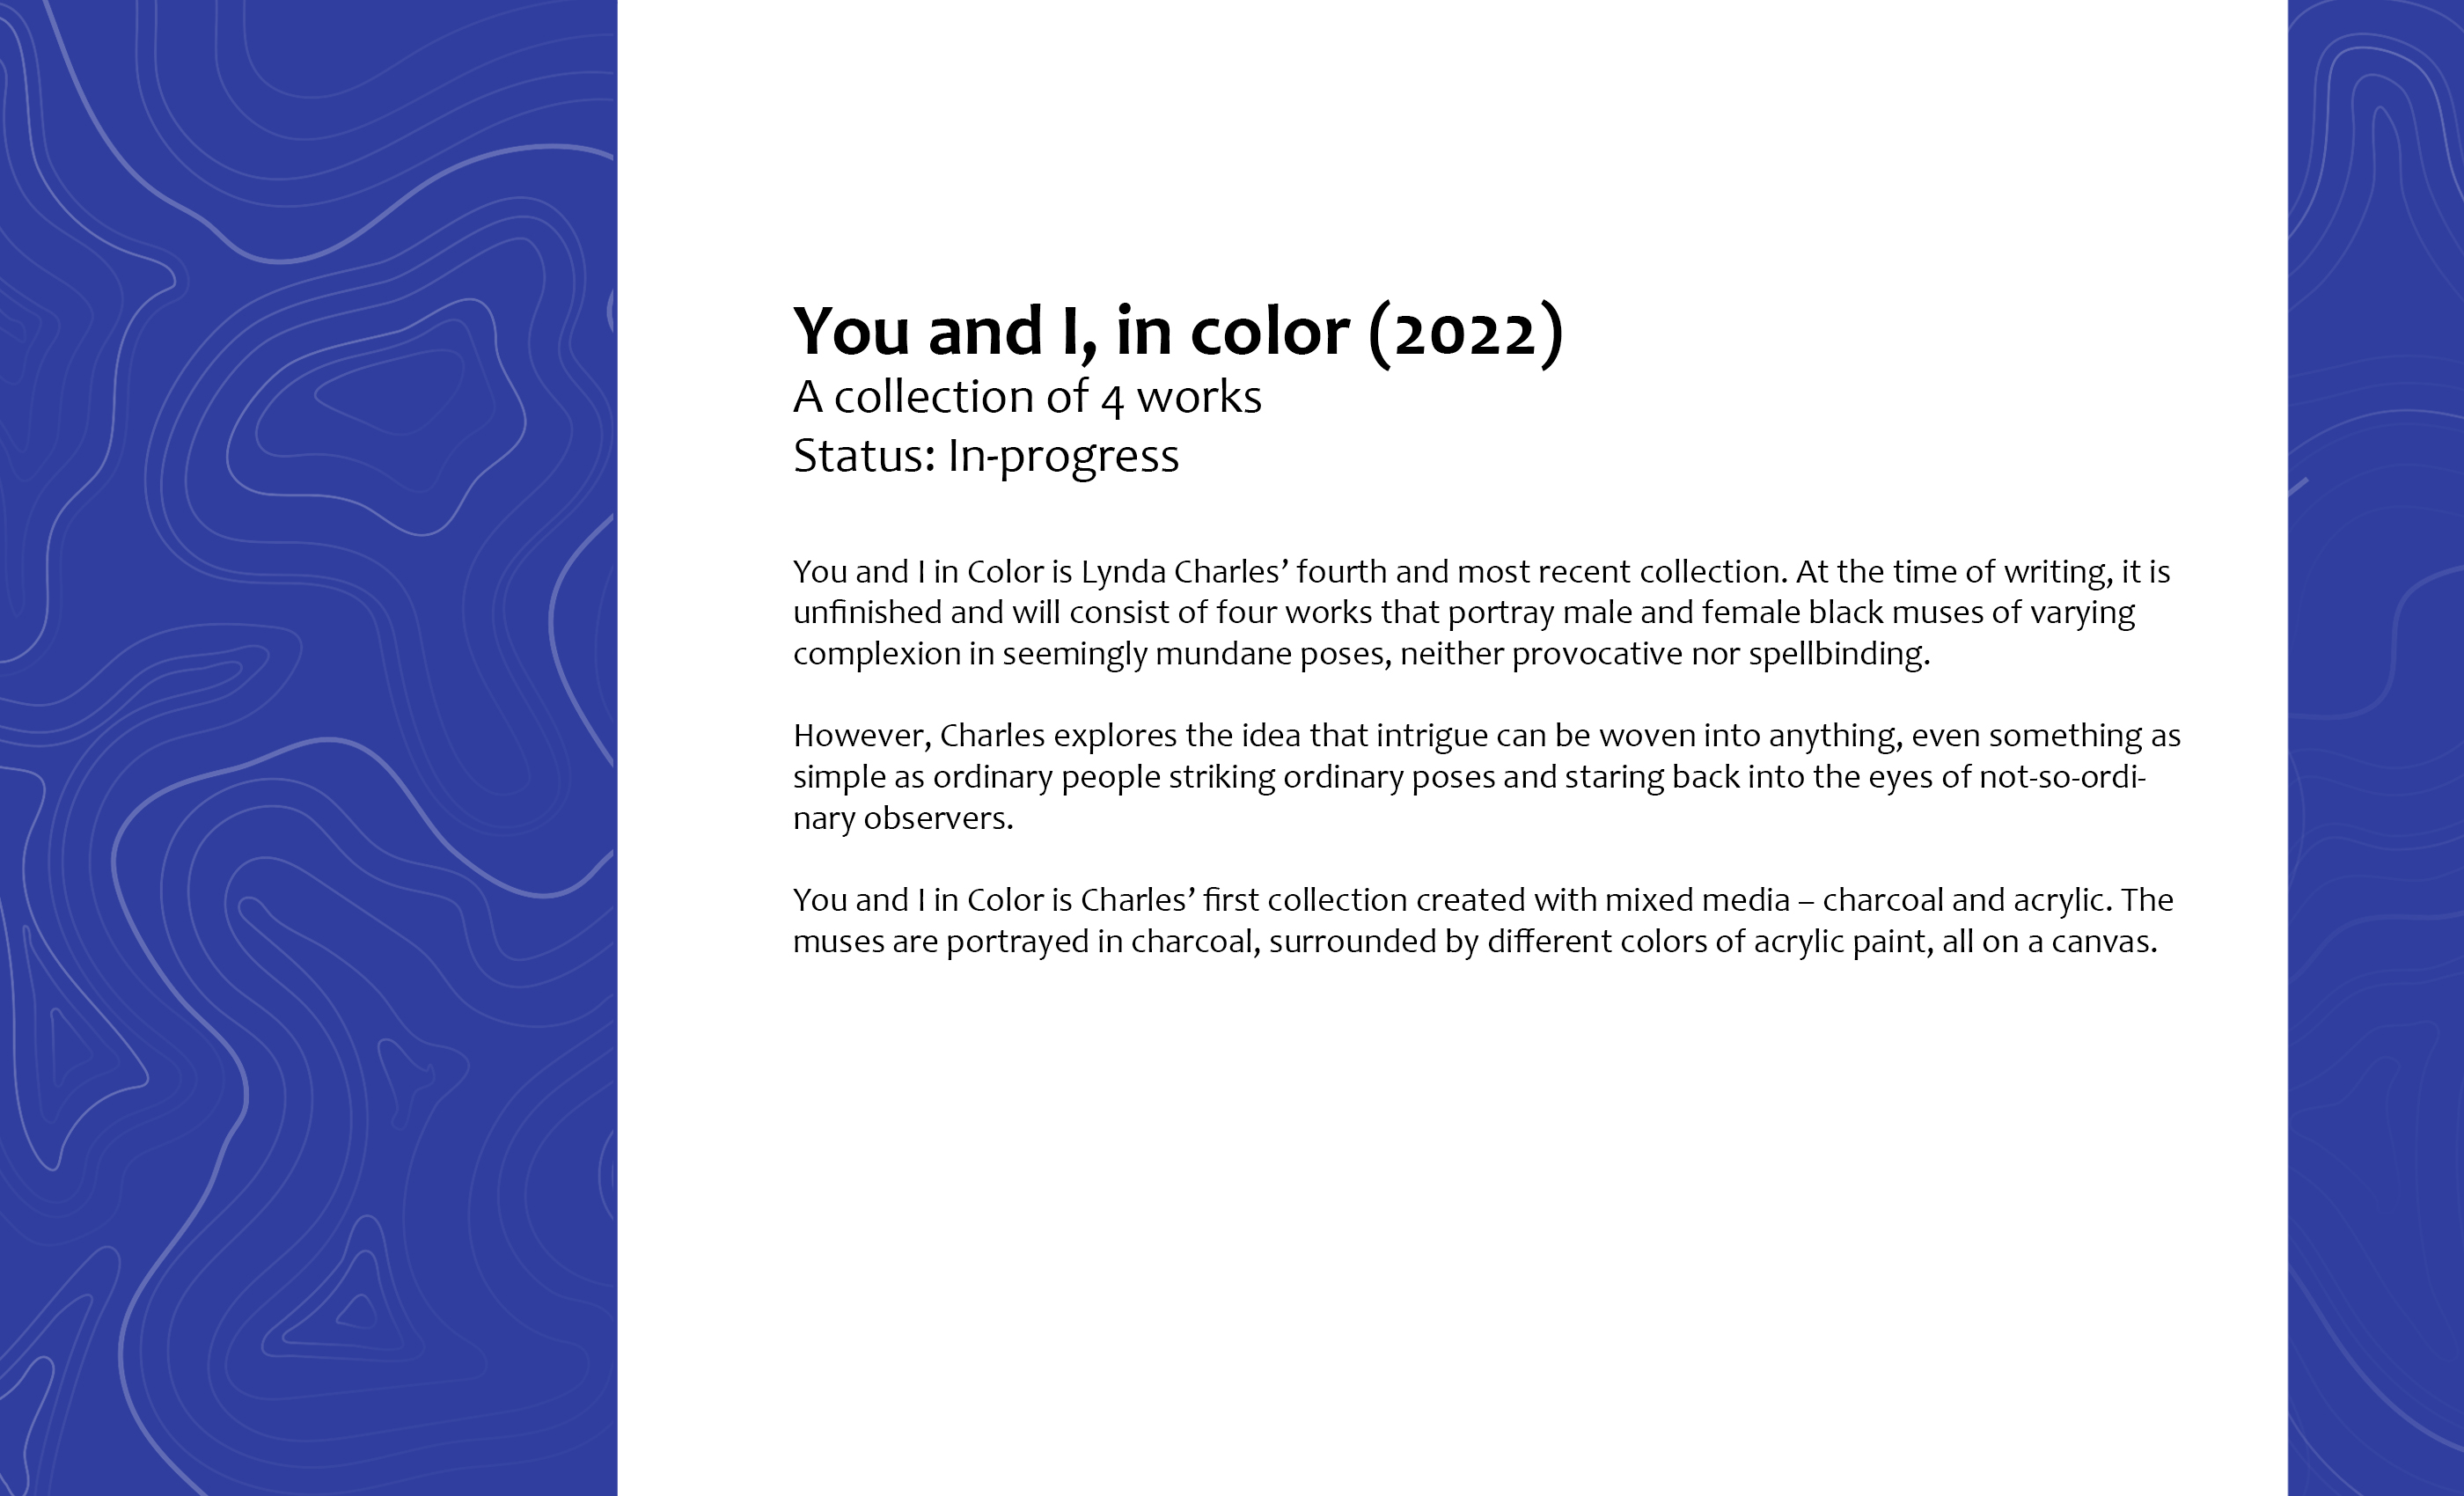 You and I, in color (2022)
A collection of 4 works
Status: In-progress
You and I in Color is Lynda Charles’ fourth and most recent collection. At the time of writing, it is
unfinished and will consist of four works that portray male and female black muses of varying
complexion in seemingly mundane poses, neither provocative nor spellbinding.
However, Charles explores the idea that intrigue can be woven into anything, even something as
simple as ordinary people striking ordinary poses and staring back into the eyes of not-so-ordi-
nary observers.
You and I in Color is Charles’ first collection created with mixed media – charcoal and acrylic. The
muses are portrayed in charcoal, surrounded by different colors of acrylic paint, all on a canvas.